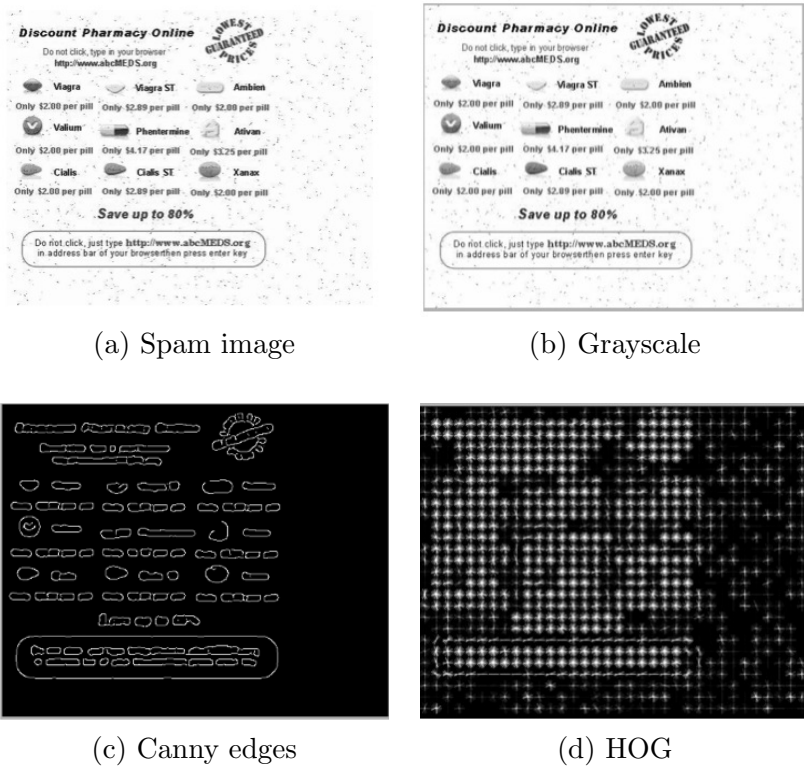 Discount Pharmacy Online
LOWEST
GUARANTEED
PRICES
Do not click, type in your browser
http://www.abcMEDS.org
Viagra Viagra ST Ambien
Only $2.00 per pill Only $2.89 per pill Only $2.00 per pill
Valium Phentermine Ativan
Only $2.00 per pill Only $4.17 per pill Only $3.25 per pill
Cialis Cialis ST Xanax
Only $2.00 per pill Only $2.89 per pill Only $2.00 per pill
Save up to 80%
Do not click, just type http://www.abcMEDS.org
in address bar of your browserthen press enter key
(a) Spam image
Discount Pharmacy Online
LOWEST
GUARANTEED
PRICES
Do not click, type in your browser
http://www.abcMEDS.org
Viagra Viagra ST Ambien
Only $2.00 per pill Only $2.89 per pill Only $2.00 per pill
Valium Phentermine Ativan
Only $2.00 per pill Only $4.17 per pill Only $3.25 per pill
Cialis Cialis ST Xanax
Only $2.00 per pill Only $2.89 per pill Only $2.00 per pill
Save up to 80%
Do not click, just type http://www.abcMEDS.org
in address bar of your browserthen press enter key
(b) Grayscale
(c) Canny edges
(d) HOG